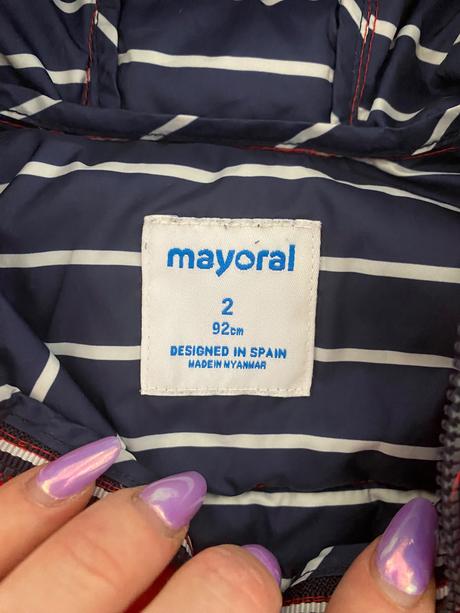 mayoral
2
92cm
DESIGNED IN SPAIN
MADE IN MYANMAR